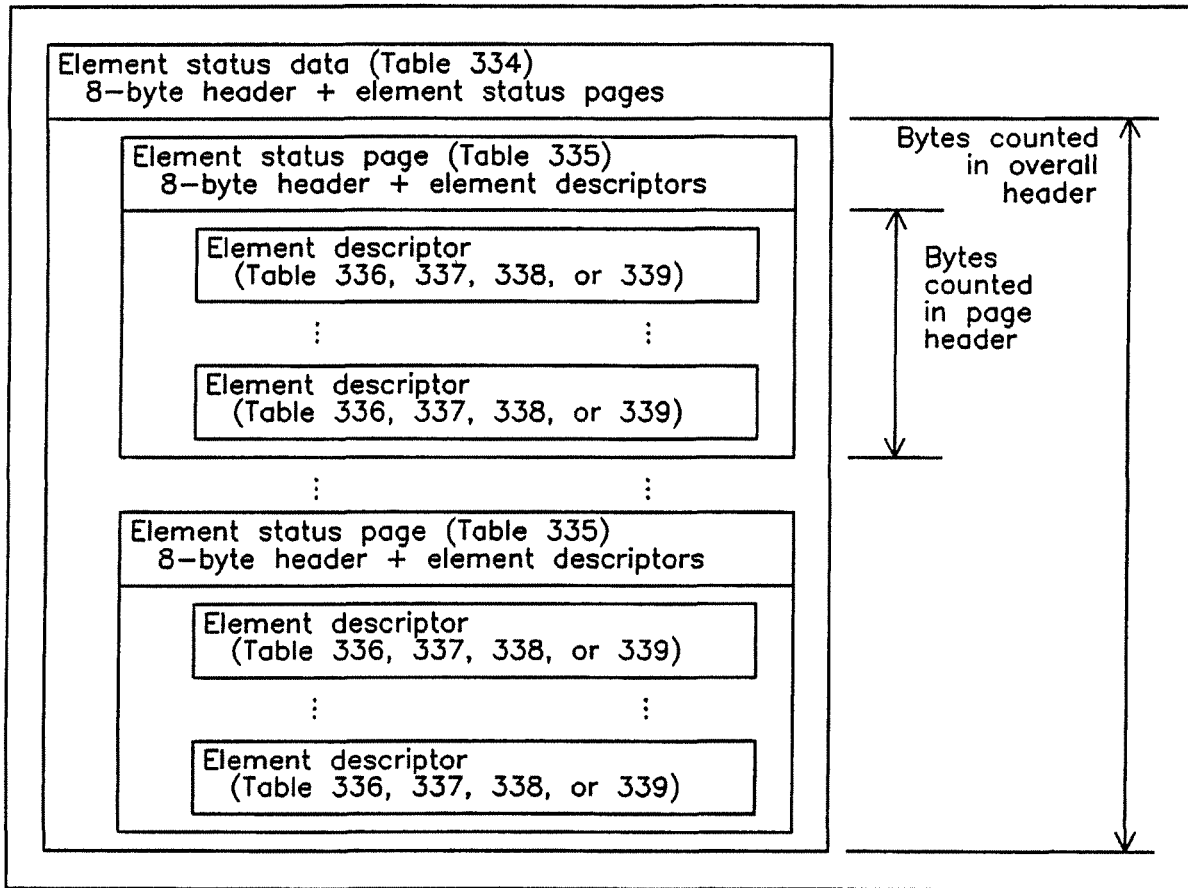 Element status data (Table 334)
8-byte header + element status pages
Element status page (Table 335)
8-byte header + element descriptors
Element descriptor
(Table 336, 337, 338, or 339)
⋮ ⋮
Element descriptor
(Table 336, 337, 338, or 339)
⋮ ⋮
Element status page (Table 335)
8-byte header + element descriptors
Element descriptor
(Table 336, 337, 338, or 339)
⋮ ⋮
Element descriptor
(Table 336, 337, 338, or 339)
Bytes counted
in overall
header
Bytes
counted
in page
header